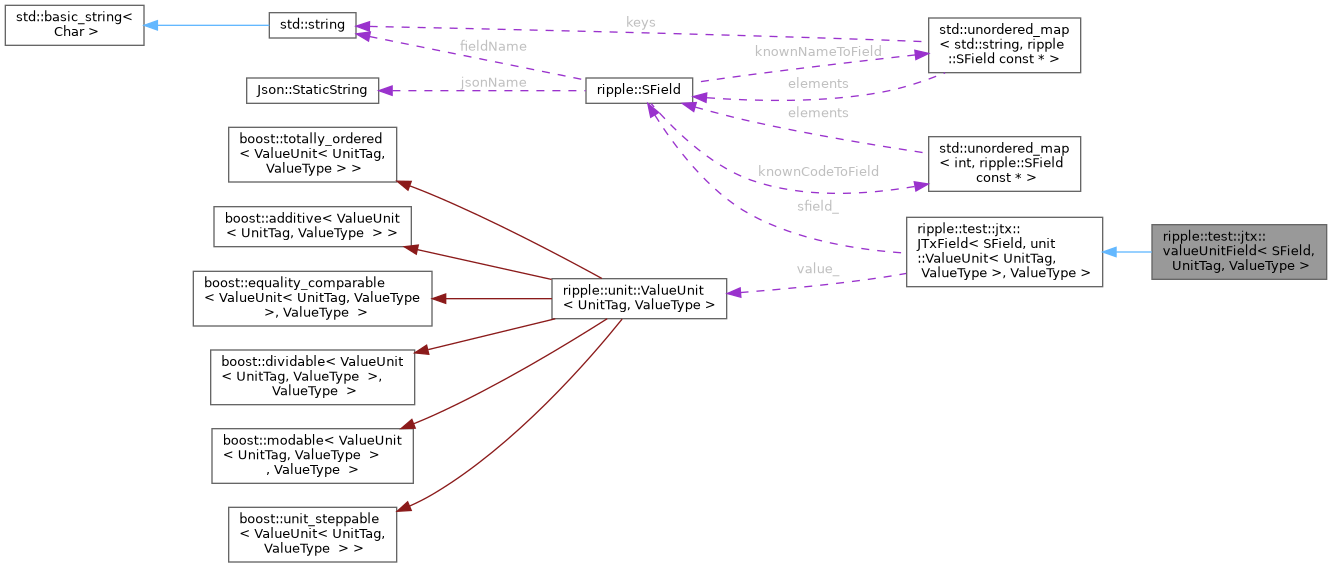 std::basic_string<
Char >
std::string
keys
std::unordered_map
< std::string, ripple
::SField const * >
fieldName
knownNameToField
Json::StaticString
jsonName
ripple::SField
elements
elements
boost::totally_ordered
< ValueUnit< UnitTag,
ValueType > >
std::unordered_map
< int, ripple::SField
const * >
knownCodeToField
sfield_
boost::additive< ValueUnit
< UnitTag, ValueType > >
ripple::test::jtx::
JTxField< SField, unit
::ValueUnit< UnitTag,
ValueType >, ValueType >
ripple::test::jtx::
valueUnitField< SField,
UnitTag, ValueType >
value_
boost::equality_comparable
< ValueUnit< UnitTag, ValueType
>, ValueType >
ripple::unit::ValueUnit
< UnitTag, ValueType >
boost::dividable< ValueUnit
< UnitTag, ValueType >,
ValueType >
boost::modable< ValueUnit
< UnitTag, ValueType >
, ValueType >
boost::unit_steppable
< ValueUnit< UnitTag,
ValueType > >